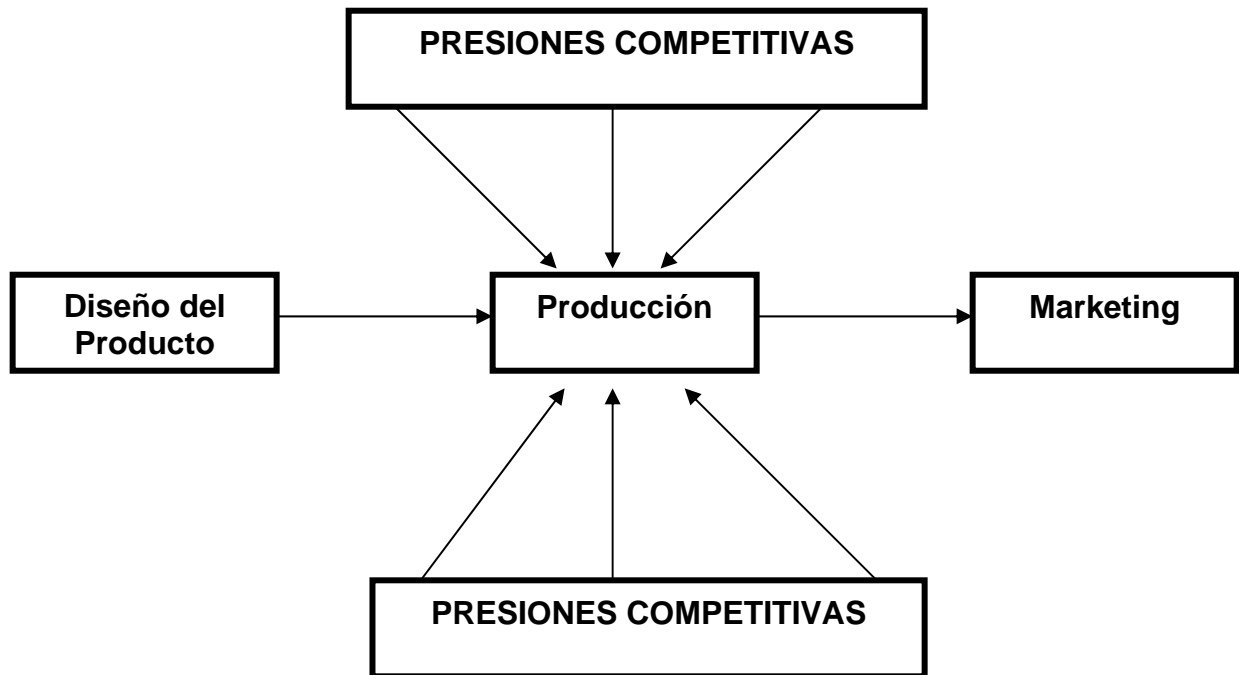 PRESIONES COMPETITIVAS
Diseño del
Producto
Producción
Marketing
PRESIONES COMPETITIVAS